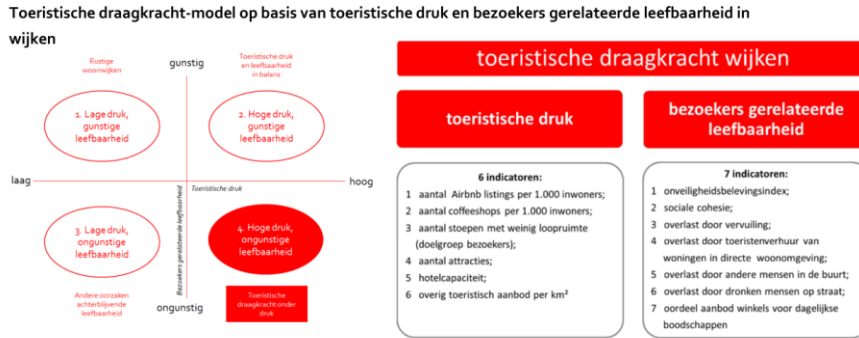 Toeristische draagkracht-model op basis van toeristische druk en bezoekers gerelateerde leefbaarheid in
wijken
Rustige
woonwijken
gunstig
Toeristische druk
en leefbaarheid
in balans
1. Lage druk,
gunstige
leefbaarheid
2. Hoge druk,
gunstige
leefbaarheid
laag
Toeristische druk
hoog
Bezoekers gerelateerde leefbaarheid
3. Lage druk,
ongunstige
leefbaarheid
4. Hoge druk,
ongunstige
leefbaarheid
Andere oorzaken
achterblijvende
leefbaarheid
ongunstig
Toeristische
draagkracht onder
druk
toeristische draagkracht wijken
toeristische druk
bezoekers gerelateerde
leefbaarheid
6 indicatoren:
1 aantal Airbnb listings per 1.000 inwoners;
2 aantal coffeeshops per 1.000 inwoners;
3 aantal stoepen met weinig loopruimte
(doelgroep bezoekers);
4 aantal attracties;
5 hotelcapaciteit;
6 overig toeristisch aanbod per km²
7 indicatoren:
1 onveiligheidsbelevingsindex;
2 sociale cohesie;
3 overlast door vervuiling;
4 overlast door toeristenverhuur van
woningen in directe woonomgeving;
5 overlast door andere mensen in de buurt;
6 overlast door dronken mensen op straat;
7 oordeel aanbod winkels voor dagelijkse
boodschappen